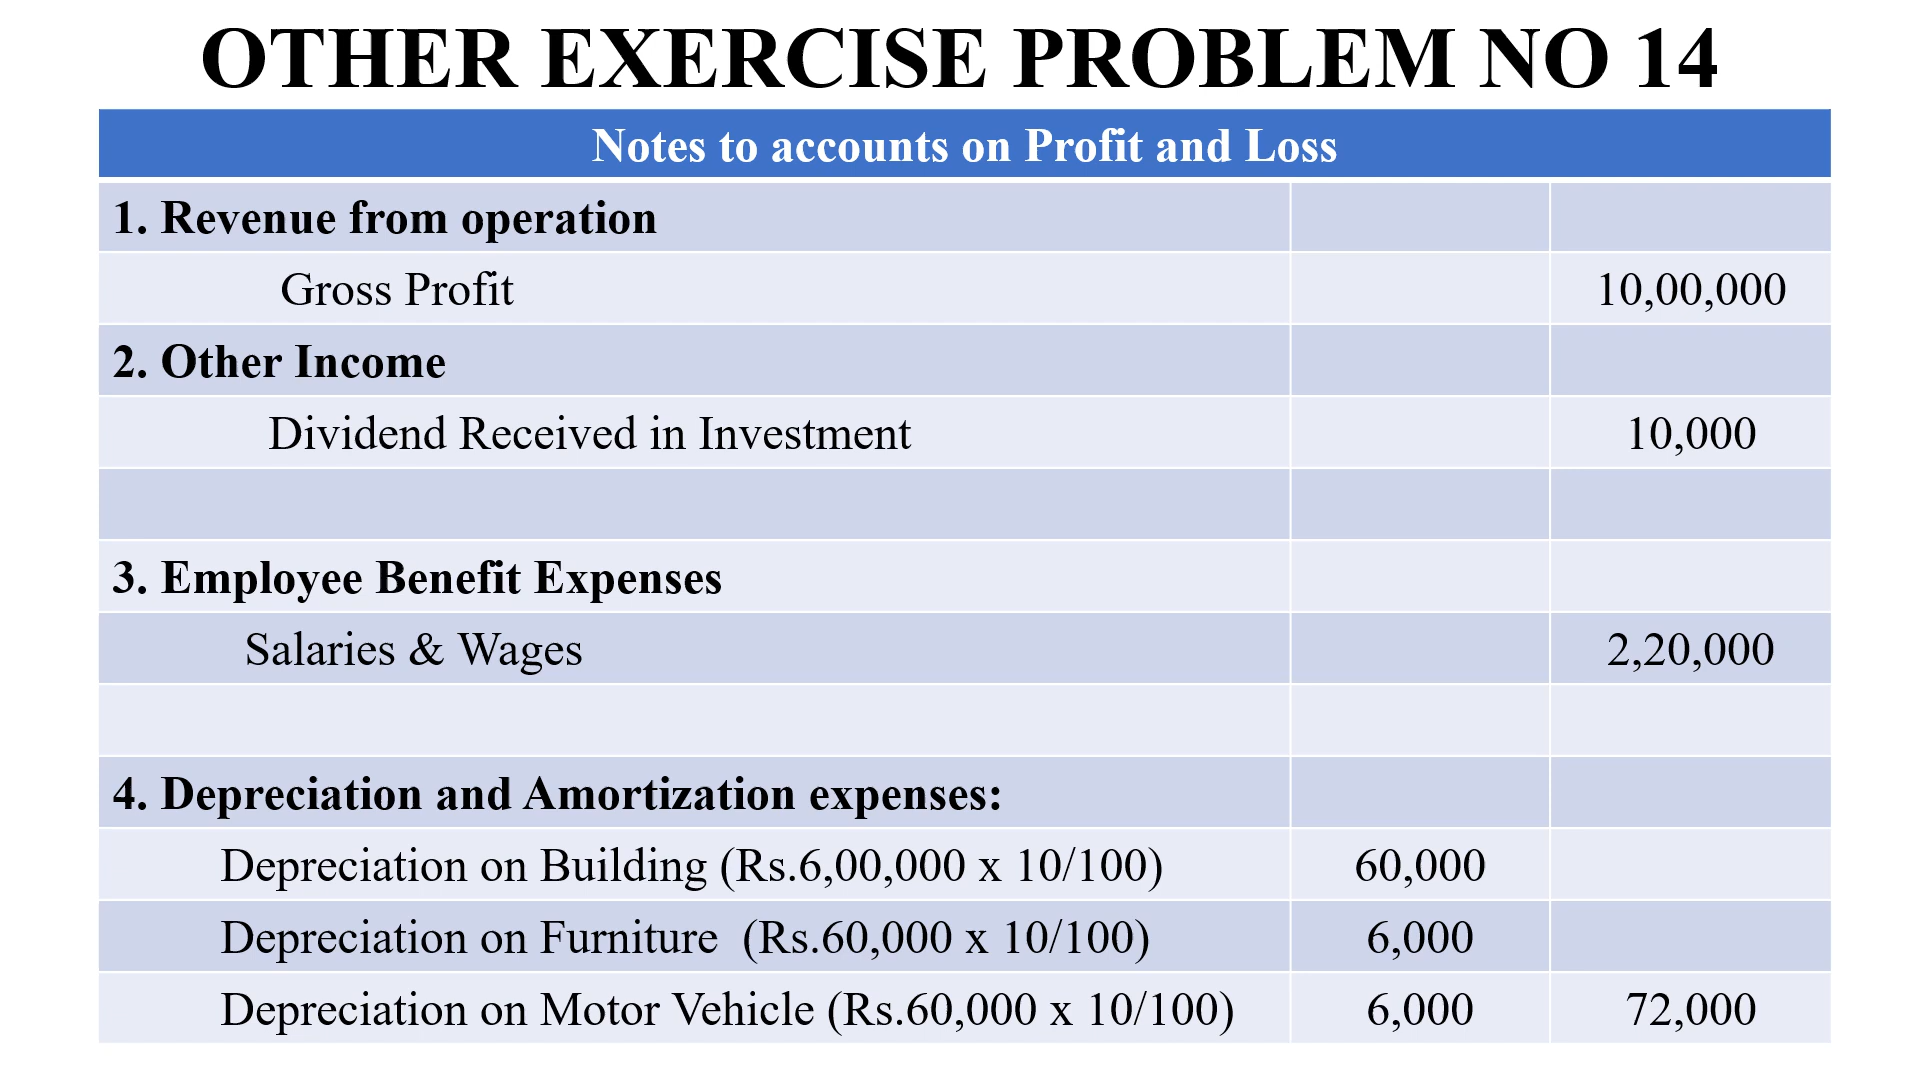 OTHER EXERCISE PROBLEM NO 14
Notes to accounts on Profit and Loss
1. Revenue from operation
Gross Profit 10,00,000
2. Other Income
Dividend Received in Investment 10,000
3. Employee Benefit Expenses
Salaries & Wages 2,20,000
4. Depreciation and Amortization expenses:
Depreciation on Building (Rs.6,00,000 x 10/100) 60,000
Depreciation on Furniture (Rs.60,000 x 10/100) 6,000
Depreciation on Motor Vehicle (Rs.60,000 x 10/100) 6,000 72,000